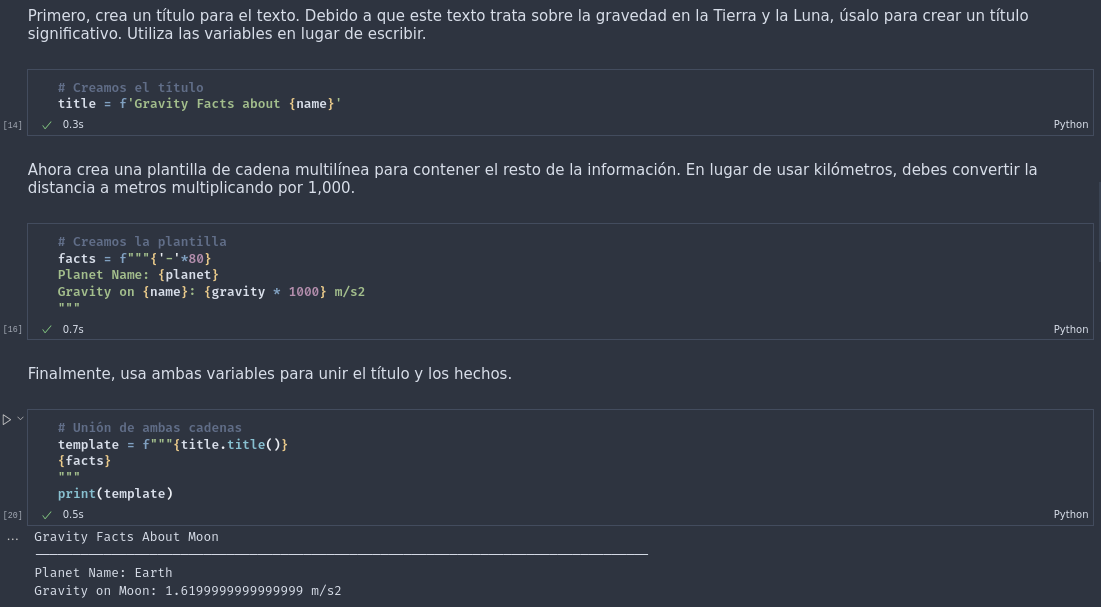 Primero, crea un título para el texto. Debido a que este texto trata sobre la gravedad en la Tierra y la Luna, úsalo para crear un título
significativo. Utiliza las variables en lugar de escribir.
# Creamos el título
title = f'Gravity Facts about {name}'
[14] ✓ 0.3s Python
Ahora crea una plantilla de cadena multilínea para contener el resto de la información. En lugar de usar kilómetros, debes convertir la
distancia a metros multiplicando por 1,000.
# Creamos la plantilla
facts = f"""{'-'*80}
Planet Name: {planet}
Gravity on {name}: {gravity * 1000} m/s2
"""
[16] ✓ 0.7s Python
Finalmente, usa ambas variables para unir el título y los hechos.
# Unión de ambas cadenas
template = f"""{title.title()}
{facts}
"""
print(template)
[20] ✓ 0.5s Python
... Gravity Facts About Moon
--------------------------------------------------------------------------------
Planet Name: Earth
Gravity on Moon: 1.6199999999999999 m/s2